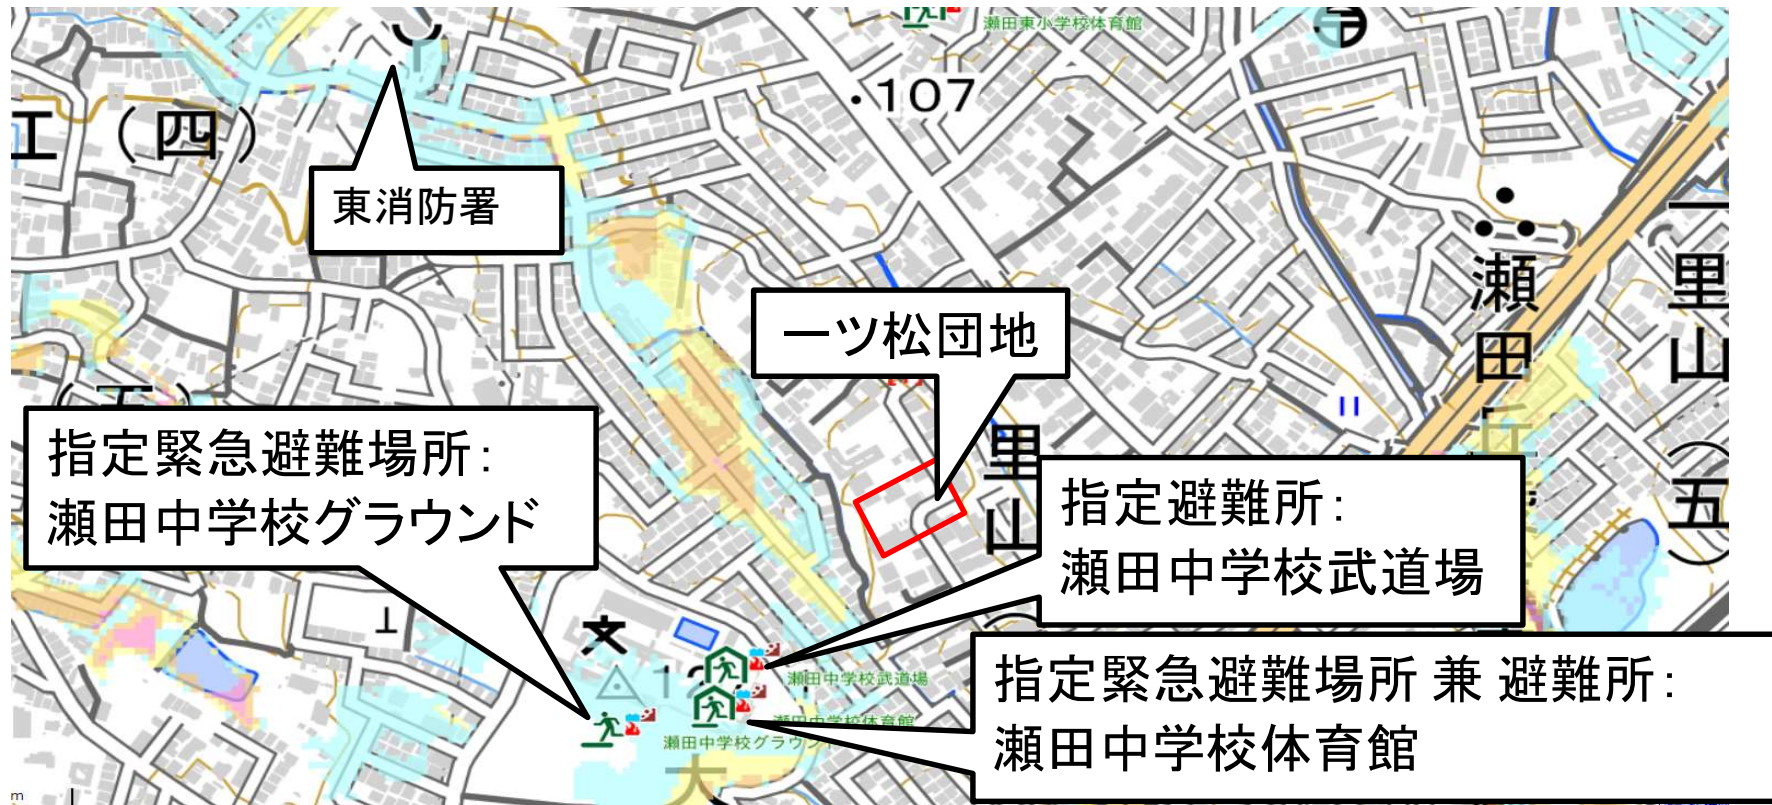 瀬田東小学校体育館
・107
江(四)
東消防署
瀬田
一里山
(五)
一ツ松団地
里山
指定緊急避難場所:
瀬田中学校グラウンド
指定避難所:
瀬田中学校武道場
瀬田中学校武道場
瀬田中学校体育館
瀬田中学校グラウンド
大
指定緊急避難場所 兼 避難所:
瀬田中学校体育館
m